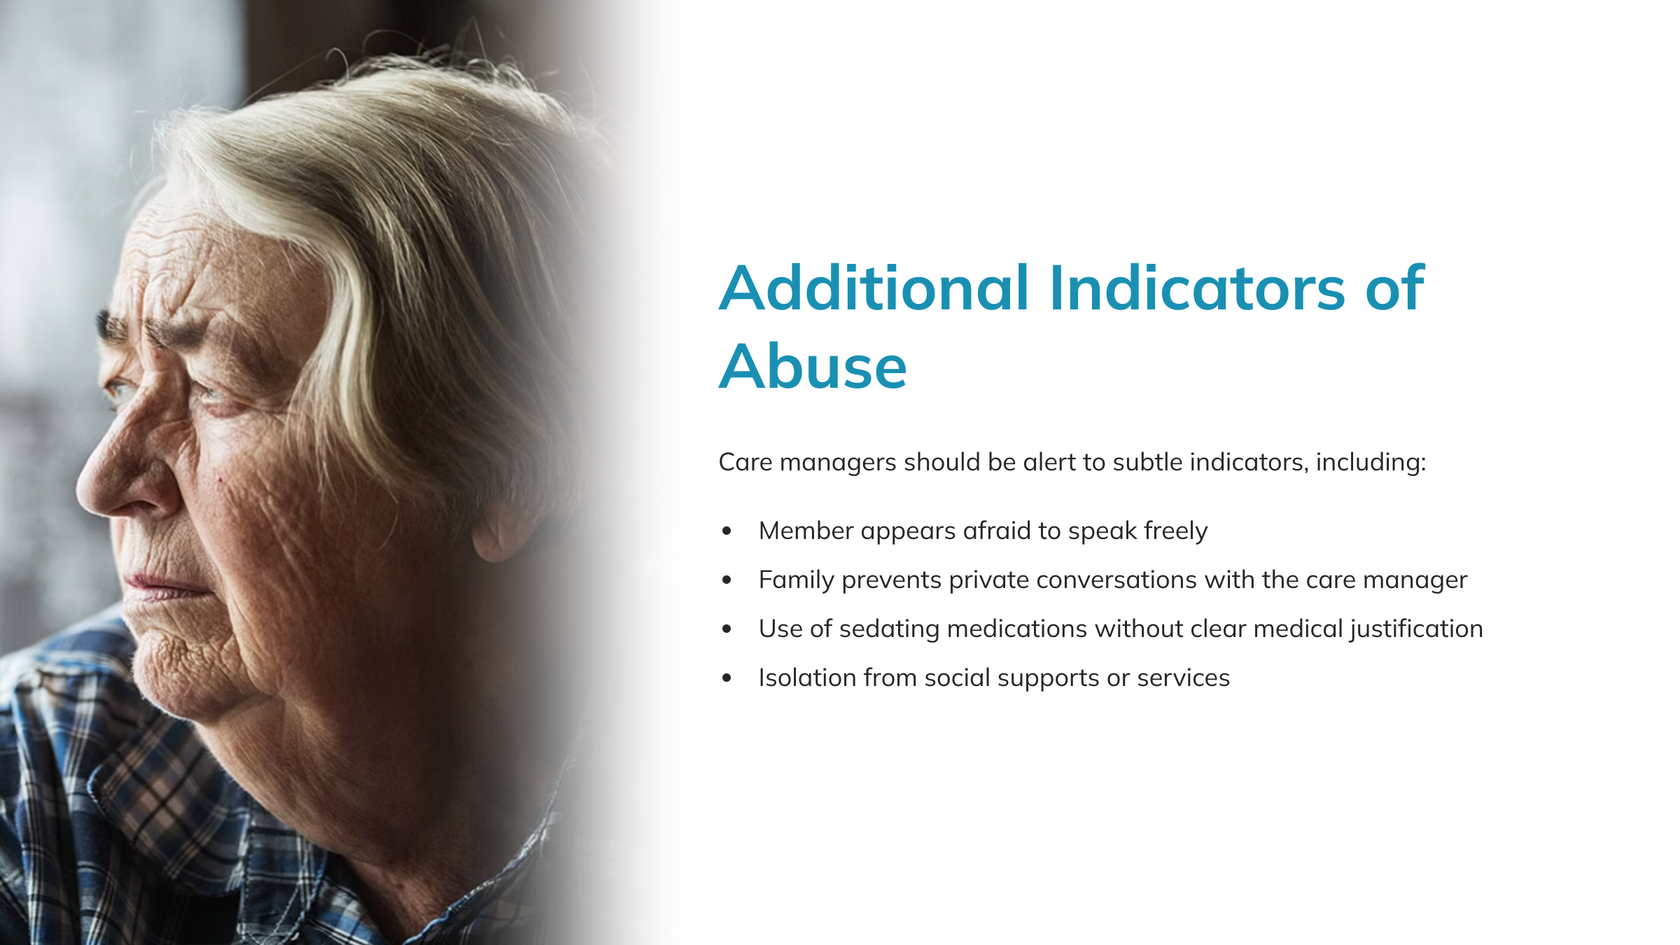 Additional Indicators of
Abuse
Care managers should be alert to subtle indicators, including:
• Member appears afraid to speak freely
• Family prevents private conversations with the care manager
• Use of sedating medications without clear medical justification
• Isolation from social supports or services